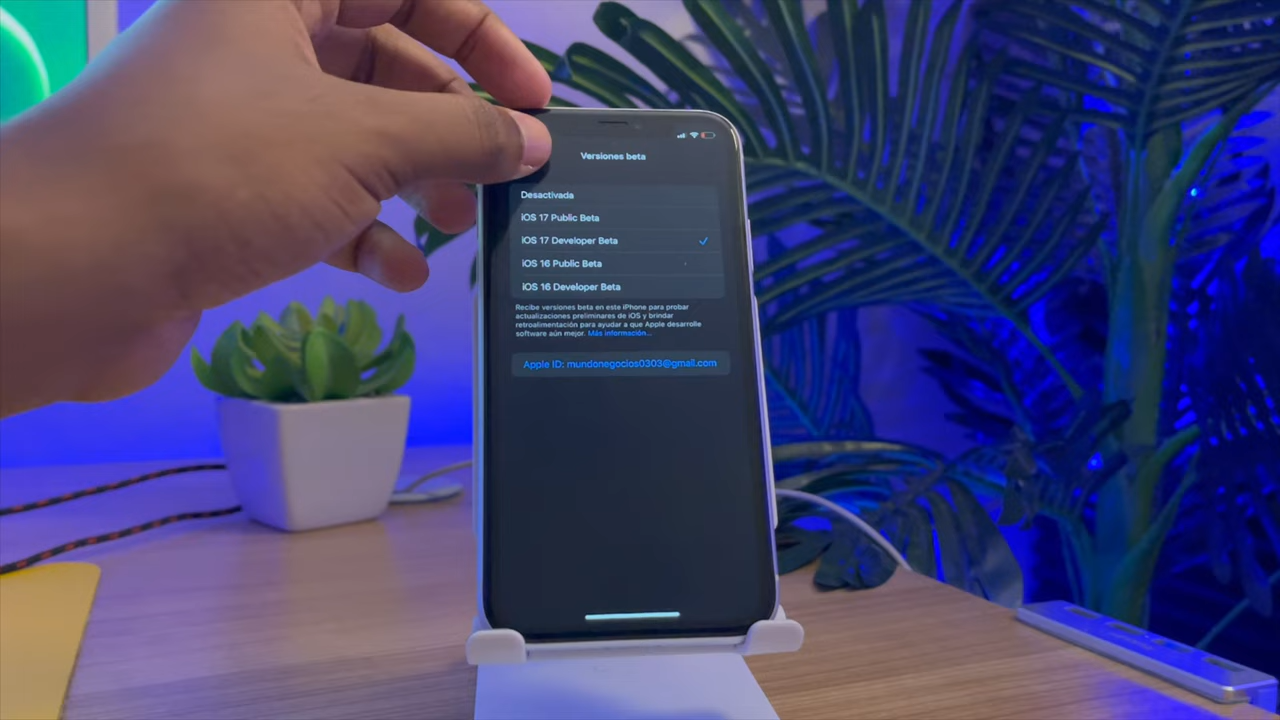 Versiones beta
Desactivada
iOS 17 Public Beta
iOS 17 Developer Beta
iOS 16 Public Beta
iOS 16 Developer Beta
Recibe versiones beta en este iPhone para probar
actualizaciones preliminares de iOS y brindar
retroalimentación para ayudar a que Apple desarrolle
software aún mejor. Más información...
Apple ID: mundonegocios0303@gmail.com